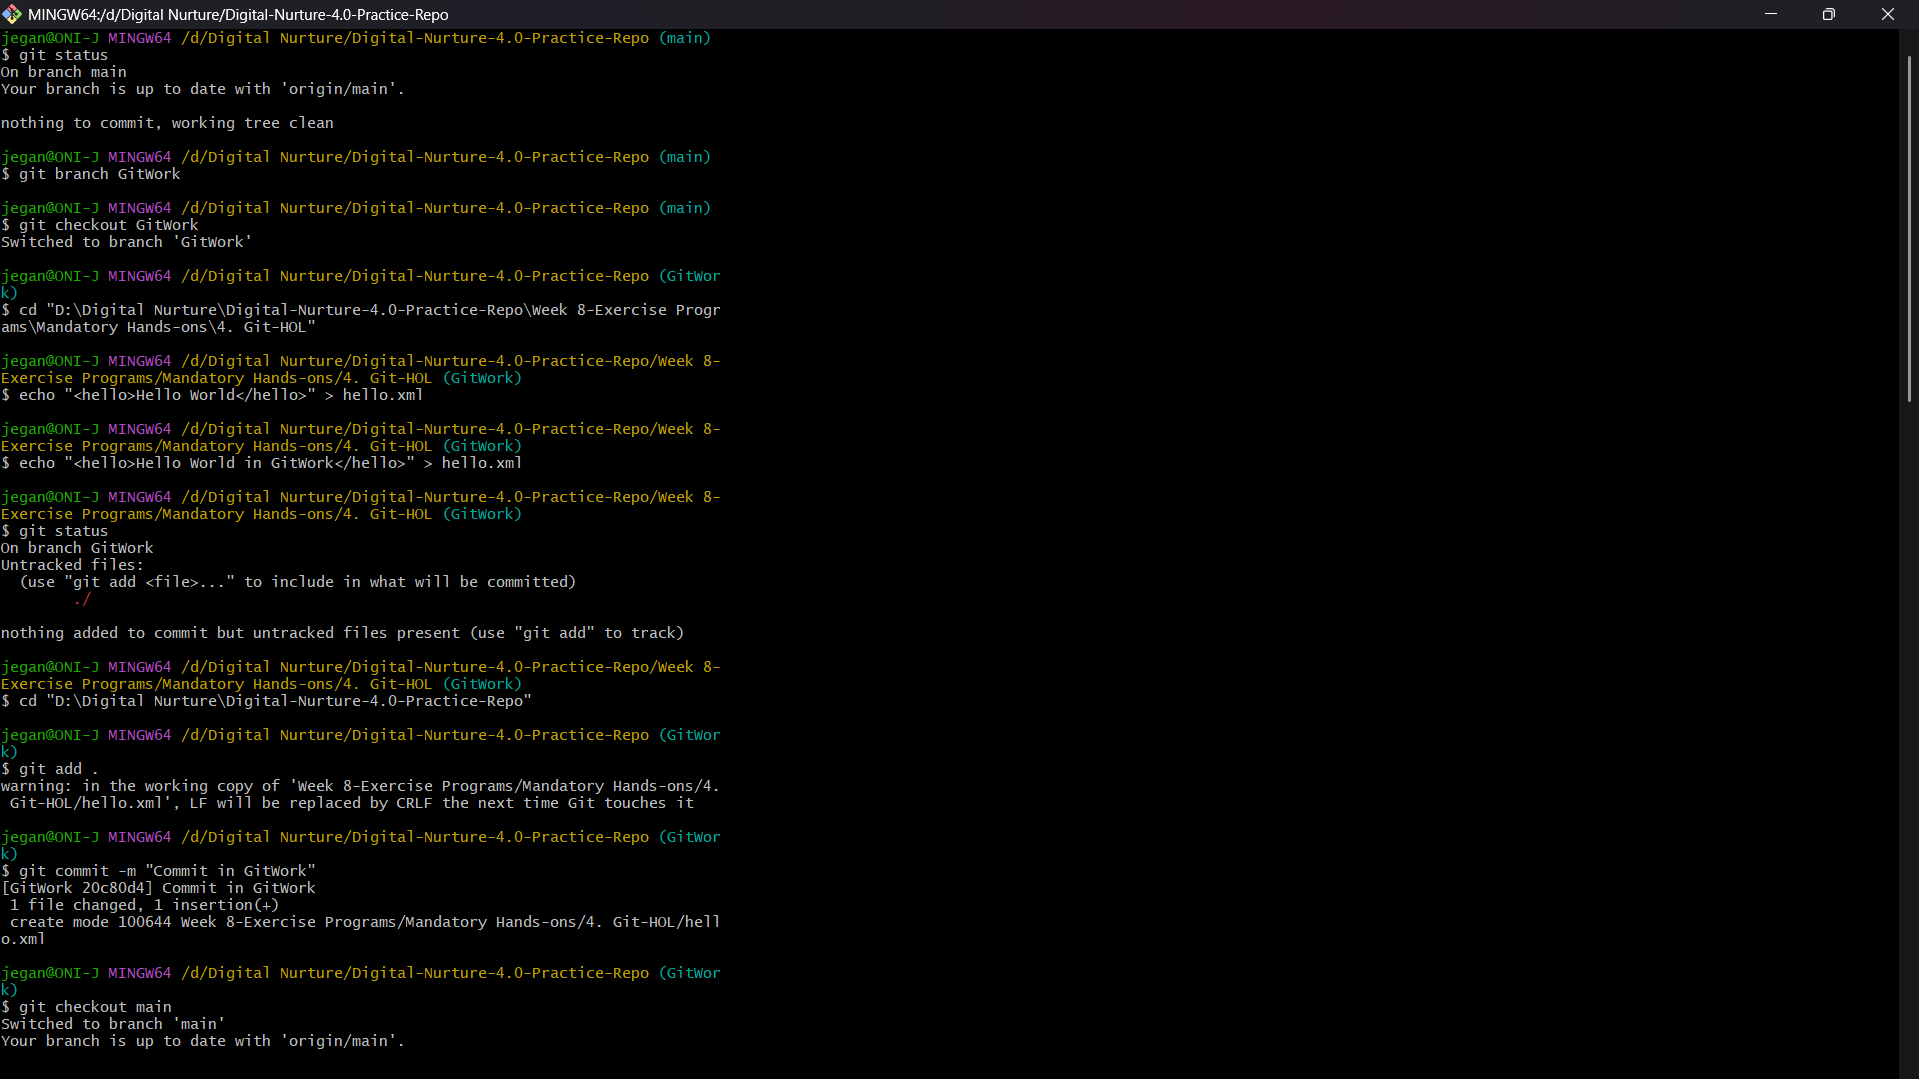 MINGW64:/d/Digital Nurture/Digital-Nurture-4.0-Practice-Repo
jegan@ONI-J MINGW64 /d/Digital Nurture/Digital-Nurture-4.0-Practice-Repo (main)
$ git status
On branch main
Your branch is up to date with 'origin/main'.
nothing to commit, working tree clean
jegan@ONI-J MINGW64 /d/Digital Nurture/Digital-Nurture-4.0-Practice-Repo (main)
$ git branch GitWork
jegan@ONI-J MINGW64 /d/Digital Nurture/Digital-Nurture-4.0-Practice-Repo (main)
$ git checkout GitWork
Switched to branch 'GitWork'
jegan@ONI-J MINGW64 /d/Digital Nurture/Digital-Nurture-4.0-Practice-Repo (GitWor
k)
$ cd "D:\Digital Nurture\Digital-Nurture-4.0-Practice-Repo\Week 8-Exercise Progr
ams\Mandatory Hands-ons\4. Git-HOL"
jegan@ONI-J MINGW64 /d/Digital Nurture/Digital-Nurture-4.0-Practice-Repo/Week 8-
Exercise Programs/Mandatory Hands-ons/4. Git-HOL (GitWork)
$ echo "<hello>Hello World</hello>" > hello.xml
jegan@ONI-J MINGW64 /d/Digital Nurture/Digital-Nurture-4.0-Practice-Repo/Week 8-
Exercise Programs/Mandatory Hands-ons/4. Git-HOL (GitWork)
$ echo "<hello>Hello World in GitWork</hello>" > hello.xml
jegan@ONI-J MINGW64 /d/Digital Nurture/Digital-Nurture-4.0-Practice-Repo/Week 8-
Exercise Programs/Mandatory Hands-ons/4. Git-HOL (GitWork)
$ git status
On branch GitWork
Untracked files:
  (use "git add <file>..." to include in what will be committed)
        ./
nothing added to commit but untracked files present (use "git add" to track)
jegan@ONI-J MINGW64 /d/Digital Nurture/Digital-Nurture-4.0-Practice-Repo/Week 8-
Exercise Programs/Mandatory Hands-ons/4. Git-HOL (GitWork)
$ cd "D:\Digital Nurture\Digital-Nurture-4.0-Practice-Repo"
jegan@ONI-J MINGW64 /d/Digital Nurture/Digital-Nurture-4.0-Practice-Repo (GitWor
k)
$ git add .
warning: in the working copy of 'Week 8-Exercise Programs/Mandatory Hands-ons/4.
 Git-HOL/hello.xml', LF will be replaced by CRLF the next time Git touches it
jegan@ONI-J MINGW64 /d/Digital Nurture/Digital-Nurture-4.0-Practice-Repo (GitWor
k)
$ git commit -m "Commit in GitWork"
[GitWork 20c80d4] Commit in GitWork
 1 file changed, 1 insertion(+)
 create mode 100644 Week 8-Exercise Programs/Mandatory Hands-ons/4. Git-HOL/hell
o.xml
jegan@ONI-J MINGW64 /d/Digital Nurture/Digital-Nurture-4.0-Practice-Repo (GitWor
k)
$ git checkout main
Switched to branch 'main'
Your branch is up to date with 'origin/main'.